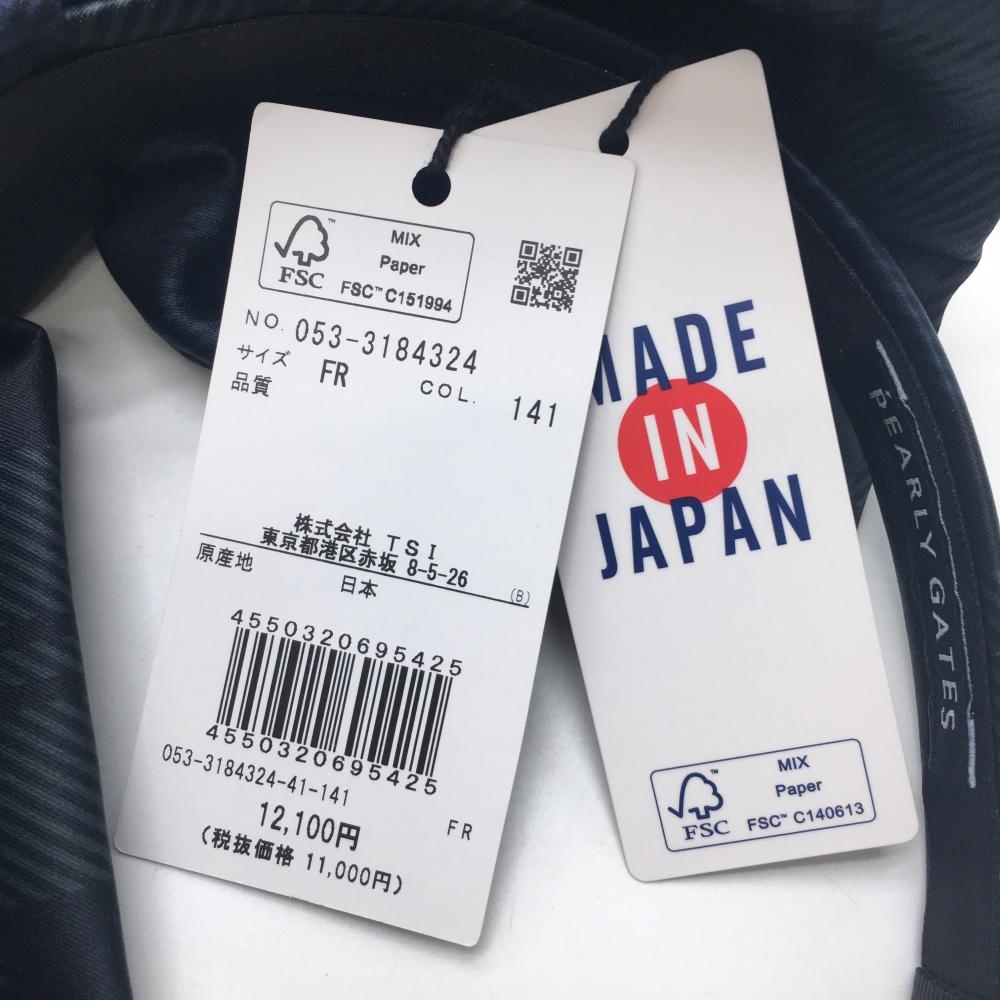 MIX
Paper
FSC
FSC™ C151994
NO. 053-3184324
サイズ FR COL. 141
品質
株式会社 TSI
東京都港区赤坂 8-5-26
(B)
原産地 日本
4550320695425
4550320695425
053-3184324-41-141
12,100円 FR
(税抜価格 11,000円)
MADE
IN
JAPAN
MIX
Paper
FSC
FSC™ C140613
PEARLY GATES